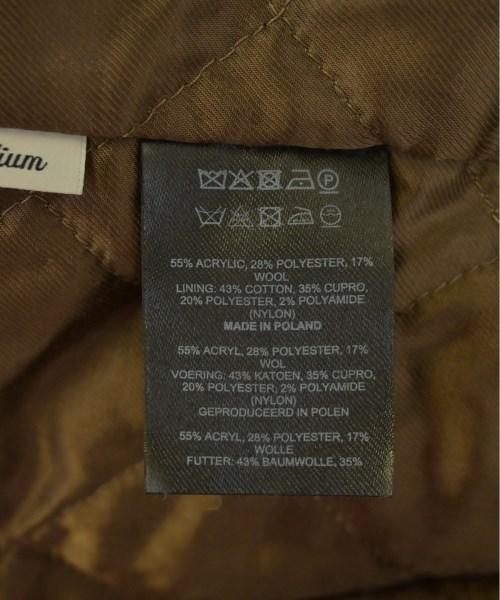 ium
P
55% ACRYLIC, 28% POLYESTER, 17%
WOOL
LINING: 43% COTTON, 35% CUPRO,
20% POLYESTER, 2% POLYAMIDE
(NYLON)
MADE IN POLAND
55% ACRYL, 28% POLYESTER, 17%
WOL
VOERING: 43% KATOEN, 35% CUPRO,
20% POLYESTER, 2% POLYAMIDE
(NYLON)
GEPRODUCEERD IN POLEN
55% ACRYL, 28% POLYESTER, 17%
WOLLE
FUTTER: 43% BAUMWOLLE, 35%